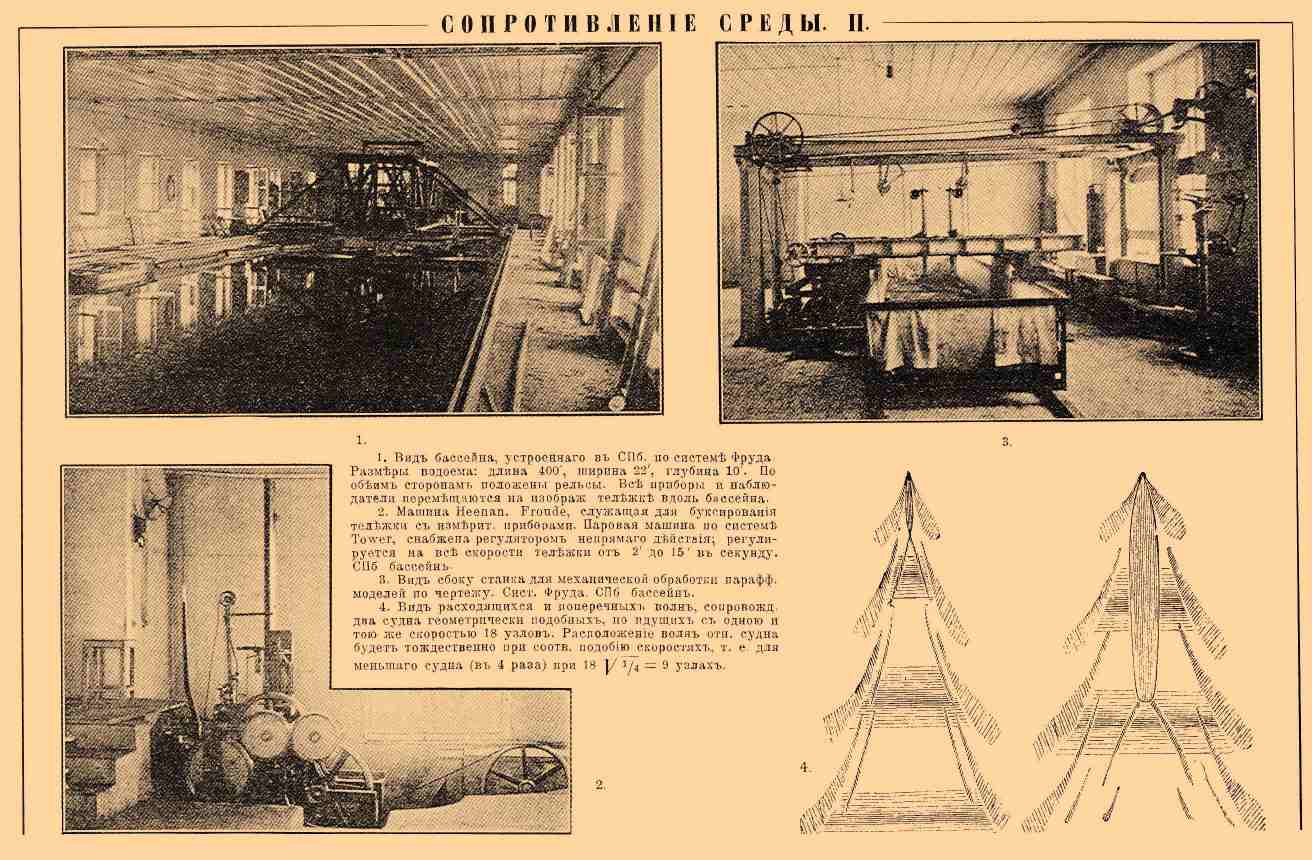 СОПРОТИВЛЕНІЕ СРЕДЫ. II.
1.
3.
1. Видъ бассейна, устроеннаго въ СПб. по системѣ Фруда
Размѣры водоема: длина 400′, ширина 22′, глубина 10′. По
обѣимъ сторонамъ положены рельсы. Всѣ приборы и наблю-
датели перемѣщаются на изображ телѣжкѣ вдоль бассейна.
2. Машина Heenan. Froude, служащая для буксированія
телѣжки съ измѣрит. приборами. Паровая машина по системѣ
Tower, снабжена регуляторомъ непрямаго дѣйствія; регули-
руется на всѣ скорости телѣжки отъ 2′ до 15′ въ секунду.
СПб бассейнъ.
3. Видъ сбоку станка для механической обработки парафф.
моделей по чертежу. Сист. Фруда. СПб бассейнъ.
4. Видъ расходящихся и поперечныхъ волнъ, сопровожд.
два судна геометрически подобныхъ, но идущихъ съ одною и
тою же скоростью 18 узловъ. Расположеніе волнъ отн. судна
будетъ тождественно при соотв. подобію скоростяхъ, т. е. для
меньшаго судна (въ 4 раза) при 18 √1/4 = 9 узлахъ.
4.
2.